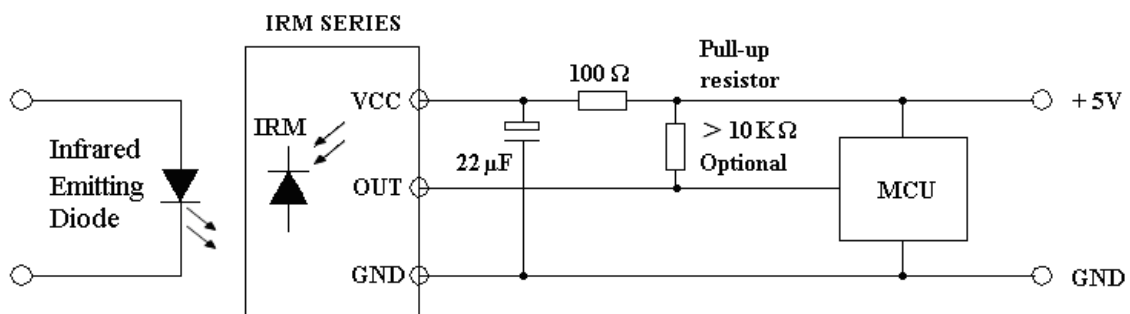 IRM SERIES
Pull-up
resistor
100 Ω
VCC
+ 5V
IRM
> 10 K Ω
Optional
22 µF
Infrared
Emitting
Diode
OUT
MCU
GND
GND